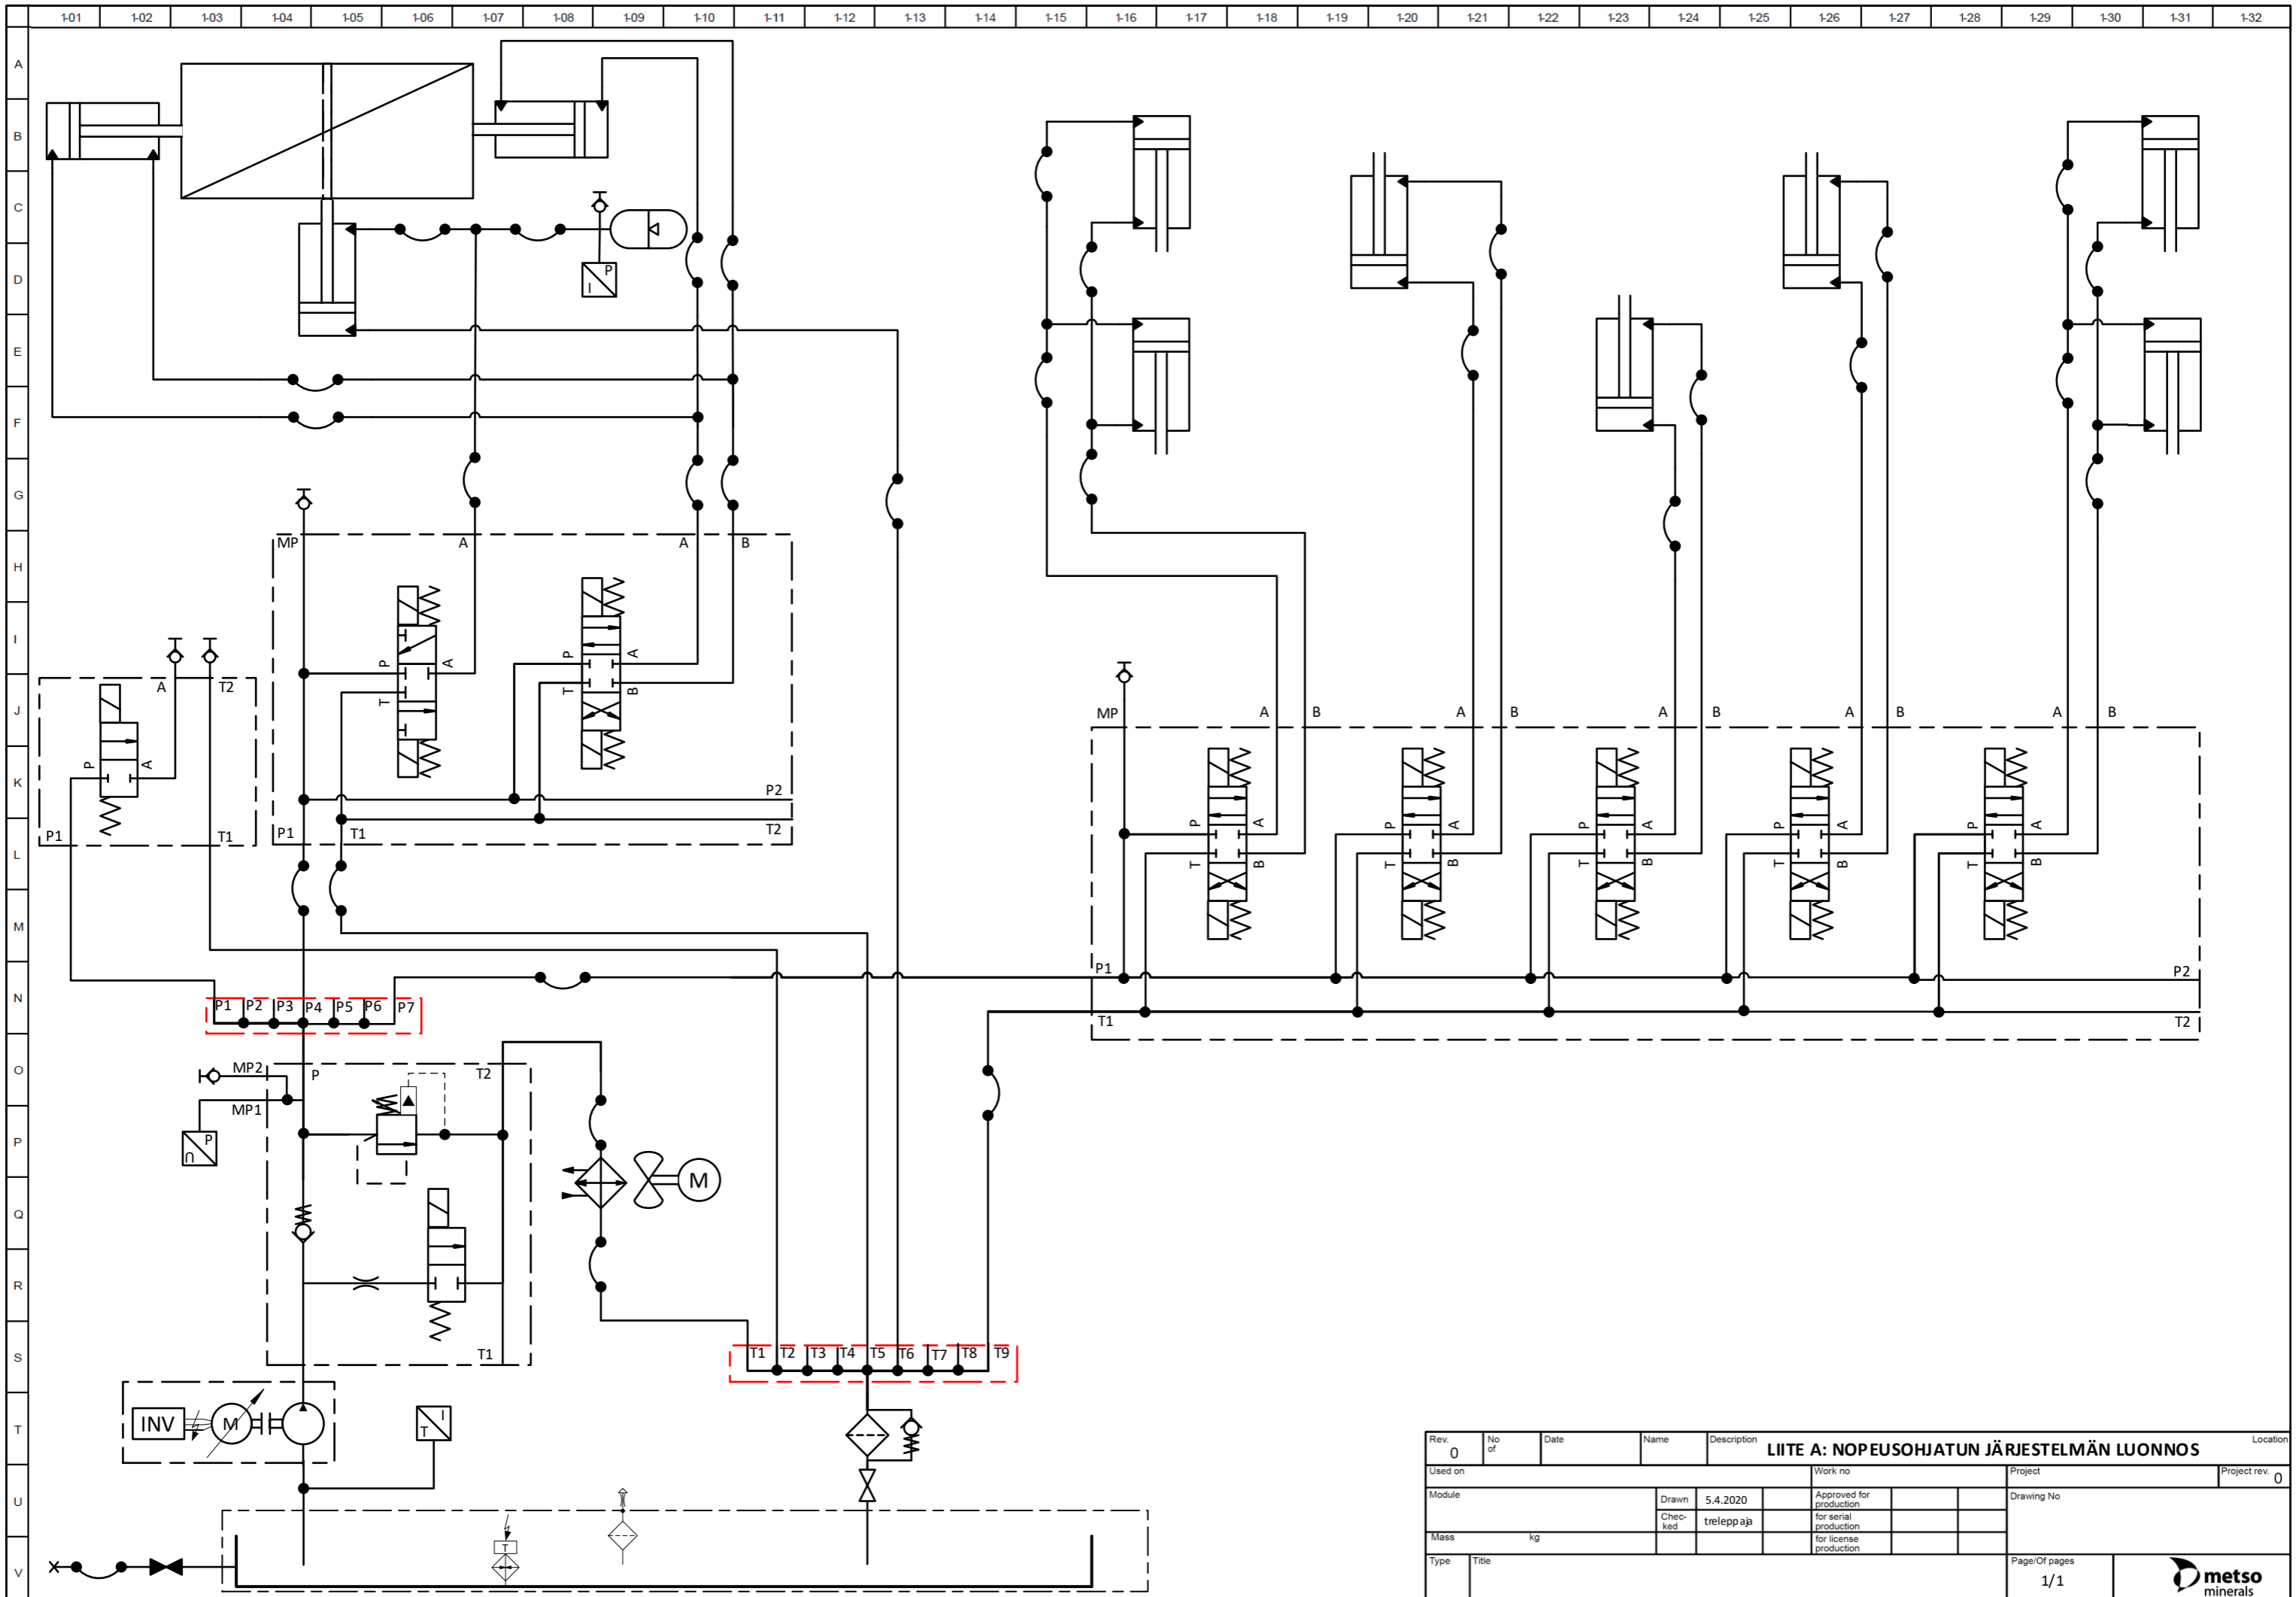 1-01 1-02 1-03 1-04 1-05 1-06 1-07 1-08 1-09 1-10 1-11 1-12 1-13 1-14 1-15 1-16 1-17 1-18 1-19 1-20 1-21 1-22 1-23 1-24 1-25 1-26 1-27 1-28 1-29 1-30 1-31 1-32
A
B
C
D
P
I
E
F
G
MP A A B
H
I
P A P A
T T B
A T2
J
MP A B A B A B A B A B
P A
K
P2
P1 T1 P1 T1 T2
P A P A P A P A P A
L
T B T B T B T B T B
M
P1 P2
N
P1 P2 P3 P4 P5 P6 P7
T1 T2
O
MP2 P T2
MP1
P
P
U
M
Q
R
S
T1
T1 T2 T3 T4 T5 T6 T7 T8 T9
T
INV M
I
T
U
T
V
Rev. 0 No of Date Name Description LIITE A: NOPEUSOHJATUN JÄRJESTELMÄN LUONNOS Location
Used on Work no Project Project rev. 0
Module Drawn 5.4.2020 Approved for production Drawing No
Chec-ked treleppaja for serial production
Mass kg for license production
Type Title Page/Of pages
1/1
metso
minerals